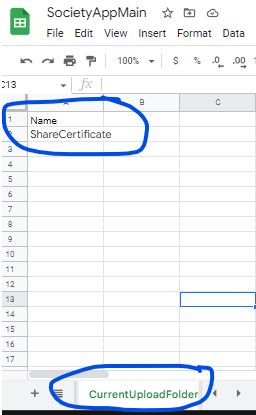 SocietyAppMain
File Edit View Insert Format Data
100% $ % .0 .00
C13 fx
A B C
1 Name
2 ShareCertificate
3
4
5
6
7
8
9
10
11
12
13
14
15
16
17
+ CurrentUploadFolder